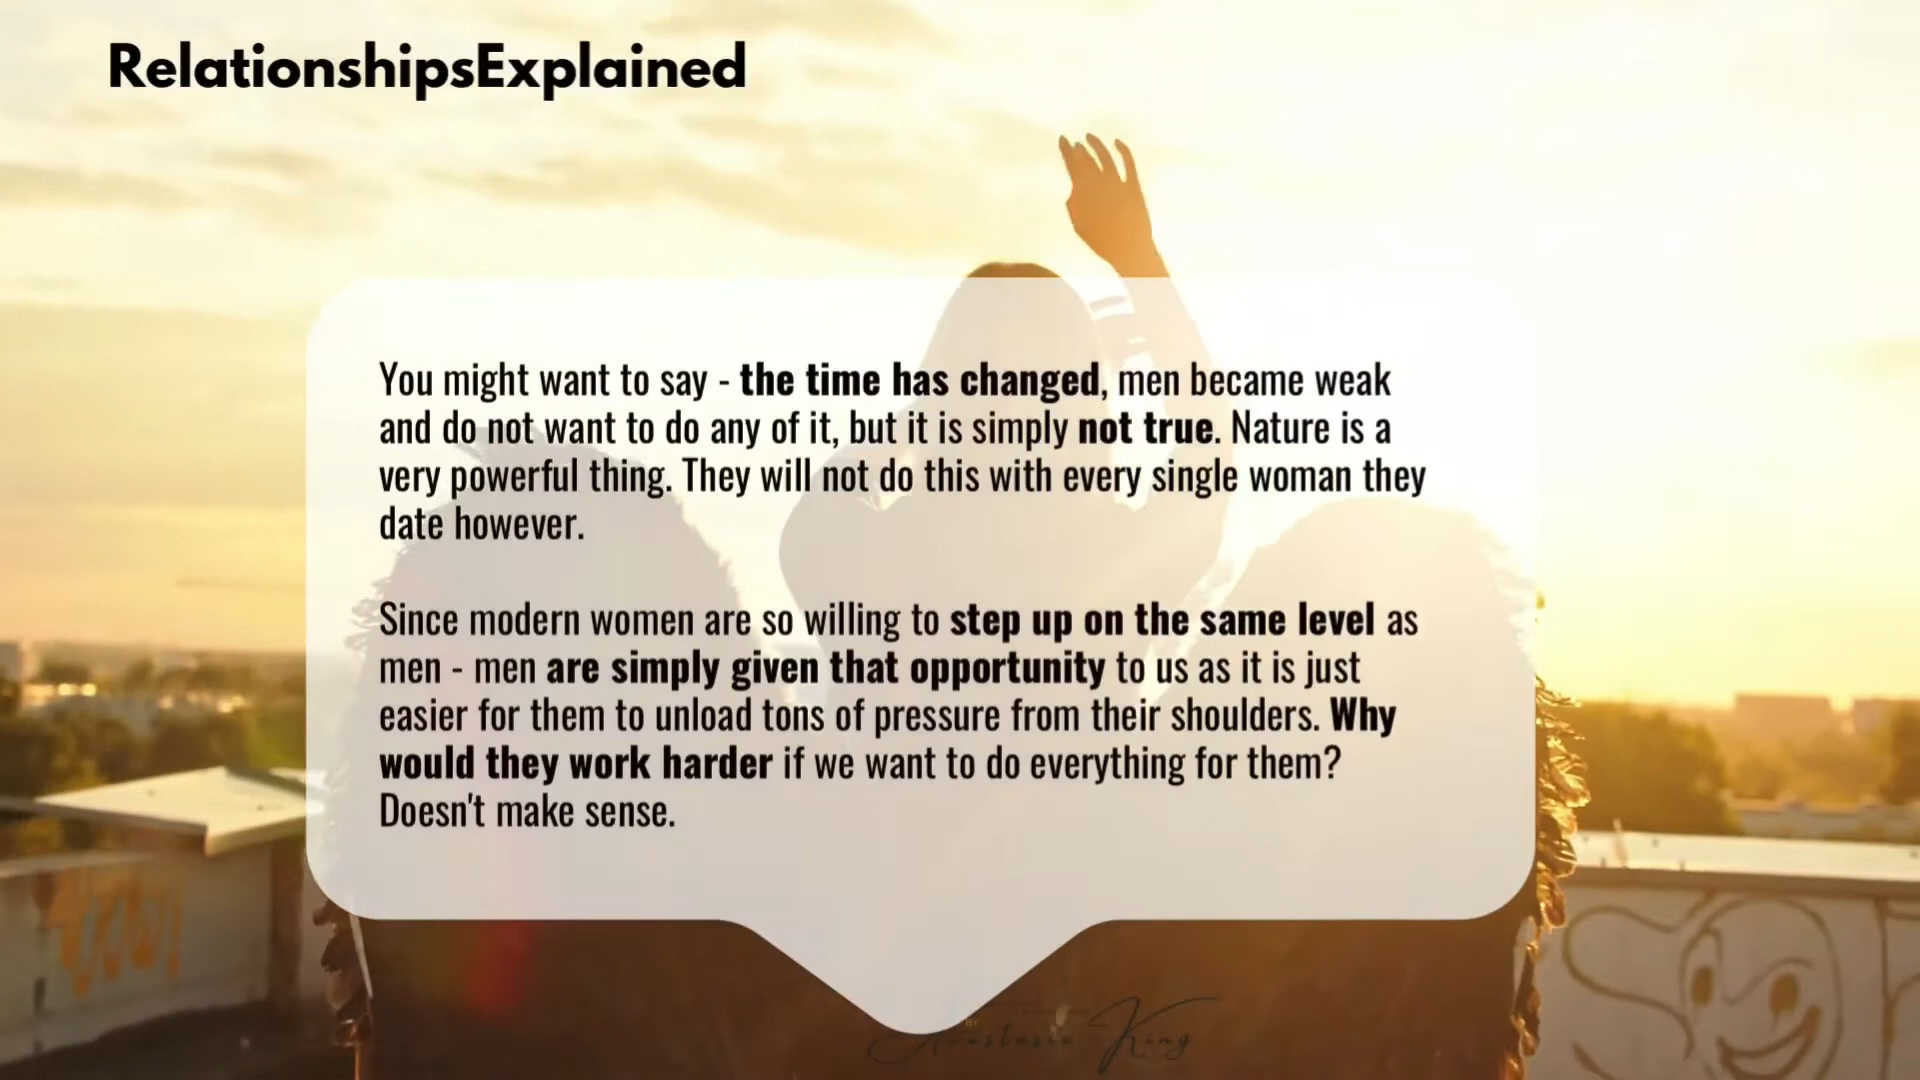 RelationshipsExplained
You might want to say - the time has changed, men became weak
and do not want to do any of it, but it is simply not true. Nature is a
very powerful thing. They will not do this with every single woman they
date however.
Since modern women are so willing to step up on the same level as
men - men are simply given that opportunity to us as it is just
easier for them to unload tons of pressure from their shoulders. Why
would they work harder if we want to do everything for them?
Doesn't make sense.
Anastasia King